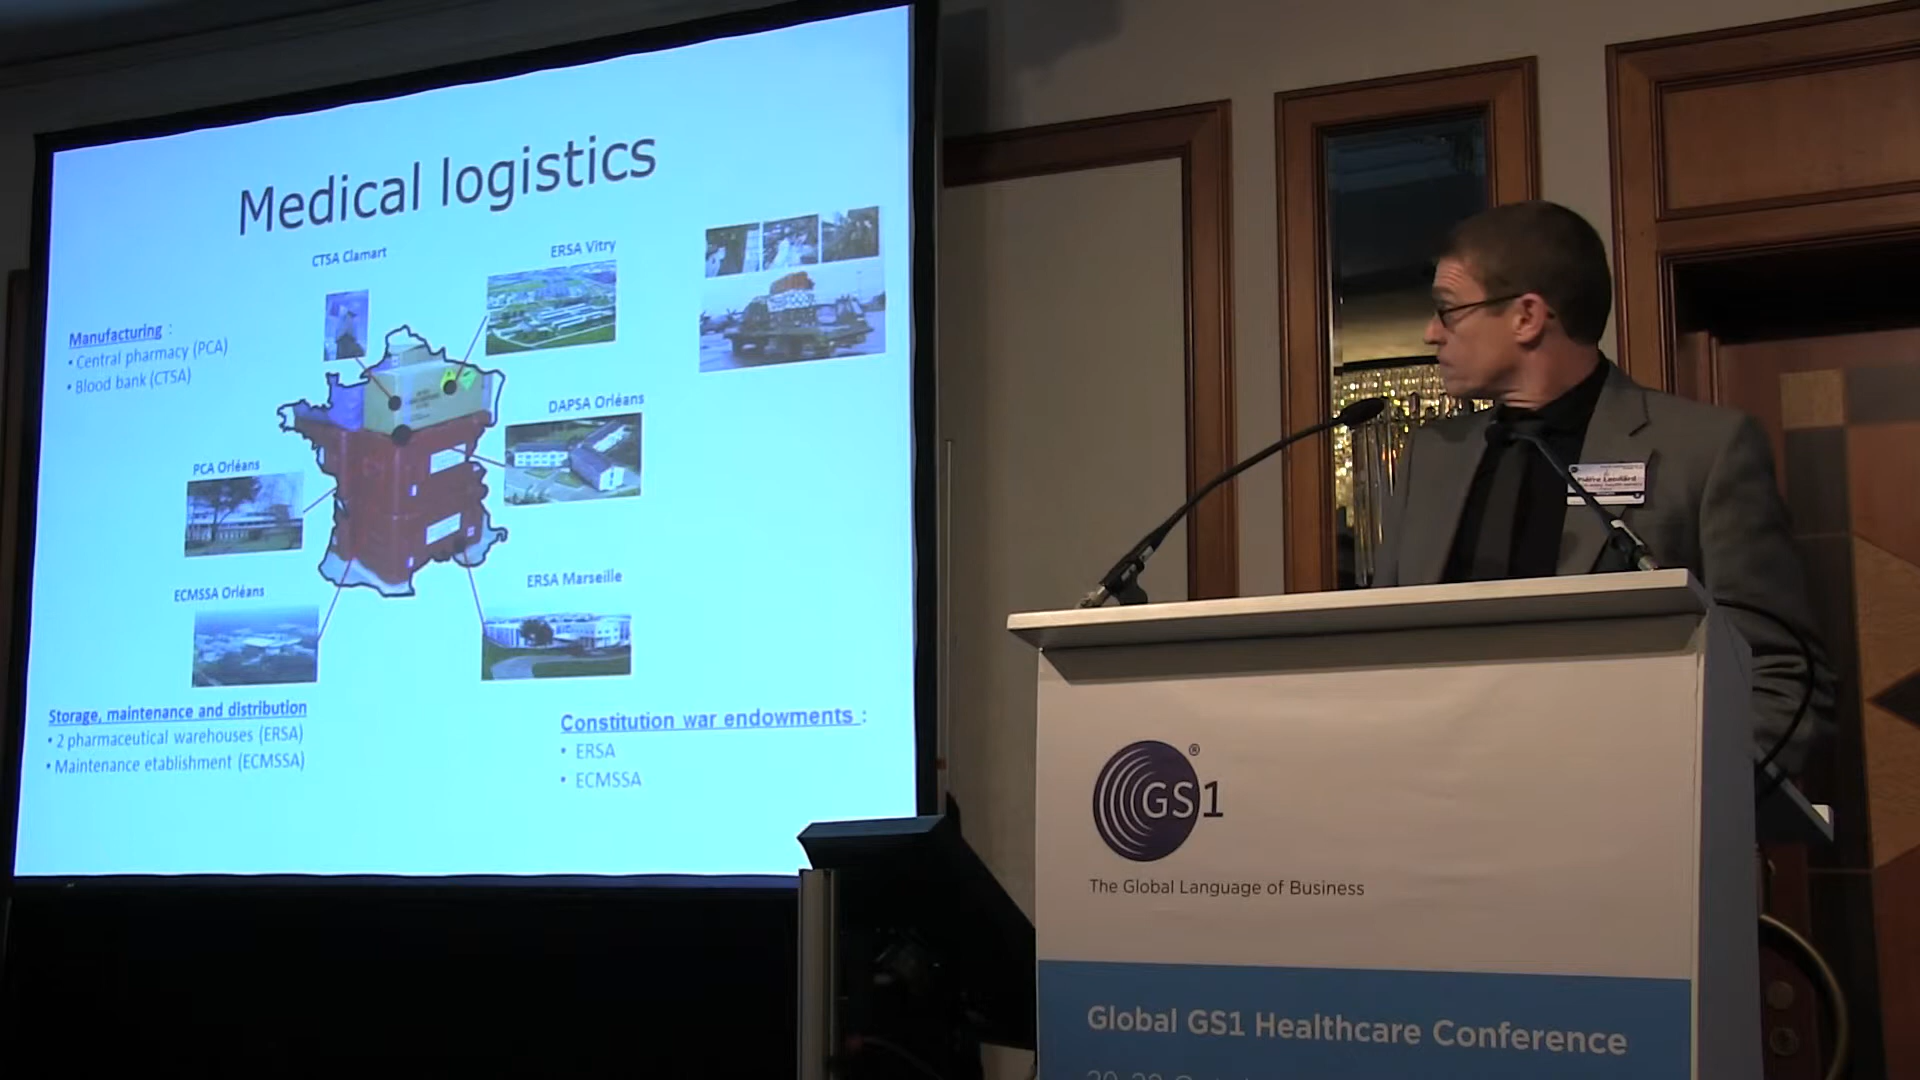 Medical logistics
CTSA Clamart
ERSA Vitry
Manufacturing :
• Central pharmacy (PCA)
• Blood bank (CTSA)
DAPSA Orléans
PCA Orléans
ECMSSA Orléans
ERSA Marseille
Storage, maintenance and distribution
• 2 pharmaceutical warehouses (ERSA)
• Maintenance etablishment (ECMSSA)
Constitution war endowments :
• ERSA
• ECMSSA
GS1®
The Global Language of Business
Global GS1 Healthcare Conference